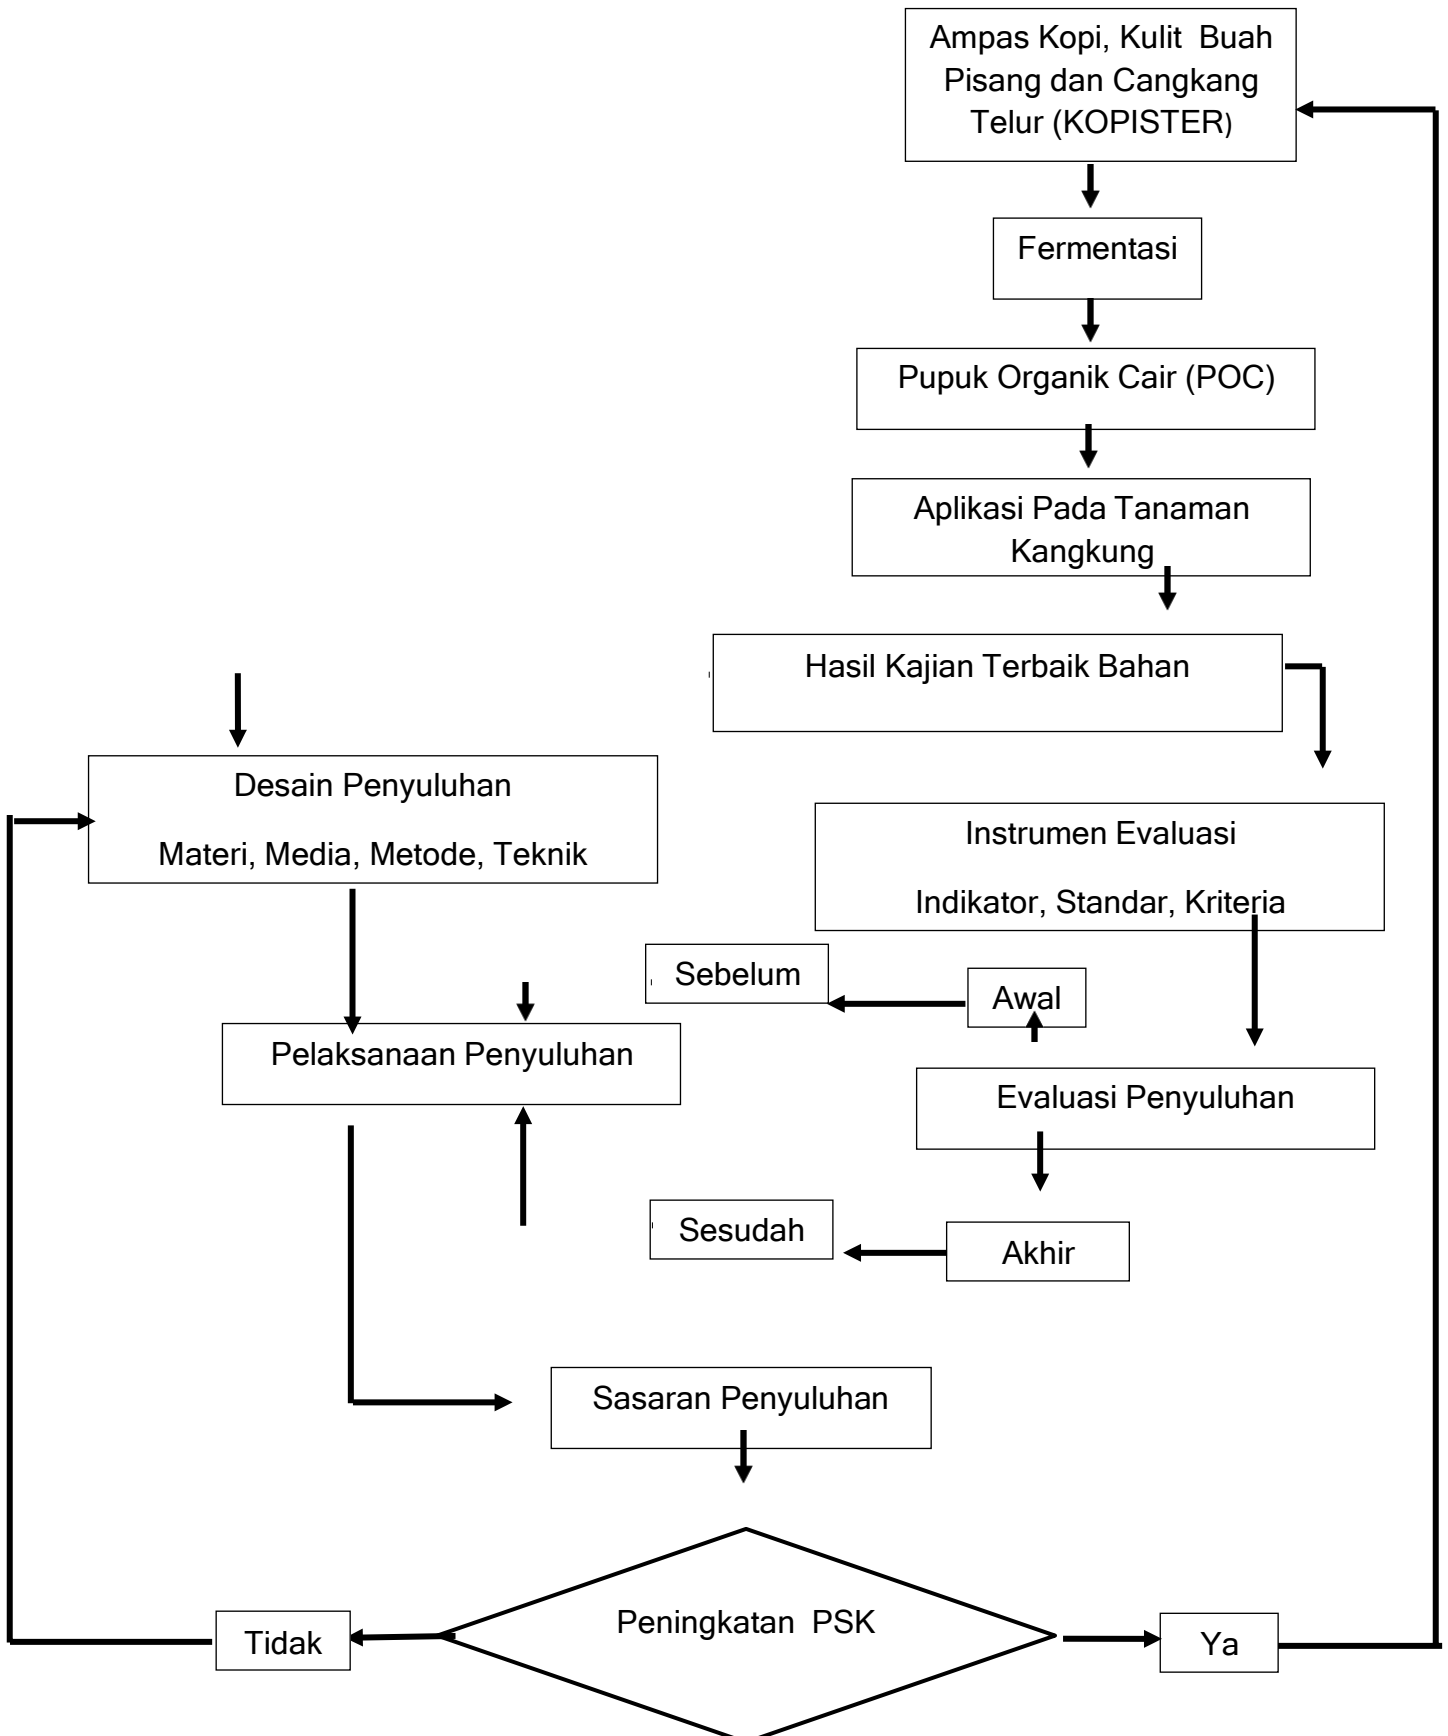 Ampas Kopi, Kulit Buah
Pisang dan Cangkang
Telur (KOPISTER)
Fermentasi
Pupuk Organik Cair (POC)
Aplikasi Pada Tanaman
Kangkung
Hasil Kajian Terbaik Bahan
Desain Penyuluhan
Materi, Media, Metode, Teknik
Instrumen Evaluasi
Indikator, Standar, Kriteria
Sebelum
Awal
Pelaksanaan Penyuluhan
Evaluasi Penyuluhan
Sesudah
Akhir
Sasaran Penyuluhan
Peningkatan PSK
Tidak
Ya